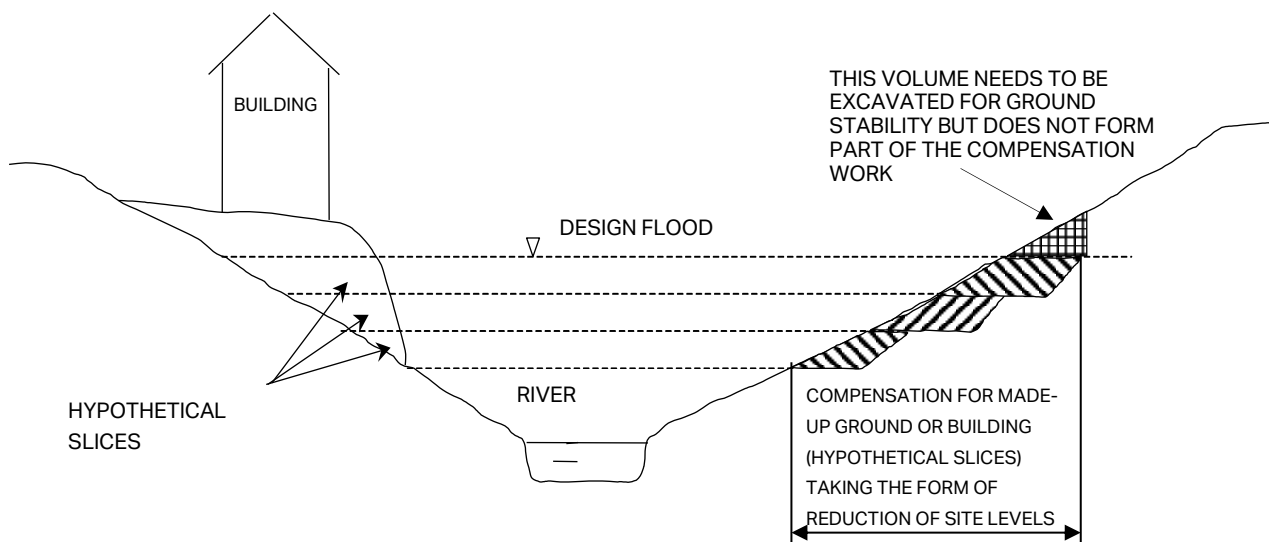 THIS VOLUME NEEDS TO BE
EXCAVATED FOR GROUND
STABILITY BUT DOES NOT FORM
PART OF THE COMPENSATION
WORK
BUILDING
DESIGN FLOOD
HYPOTHETICAL
SLICES
RIVER
COMPENSATION FOR MADE-
UP GROUND OR BUILDING
(HYPOTHETICAL SLICES)
TAKING THE FORM OF
REDUCTION OF SITE LEVELS